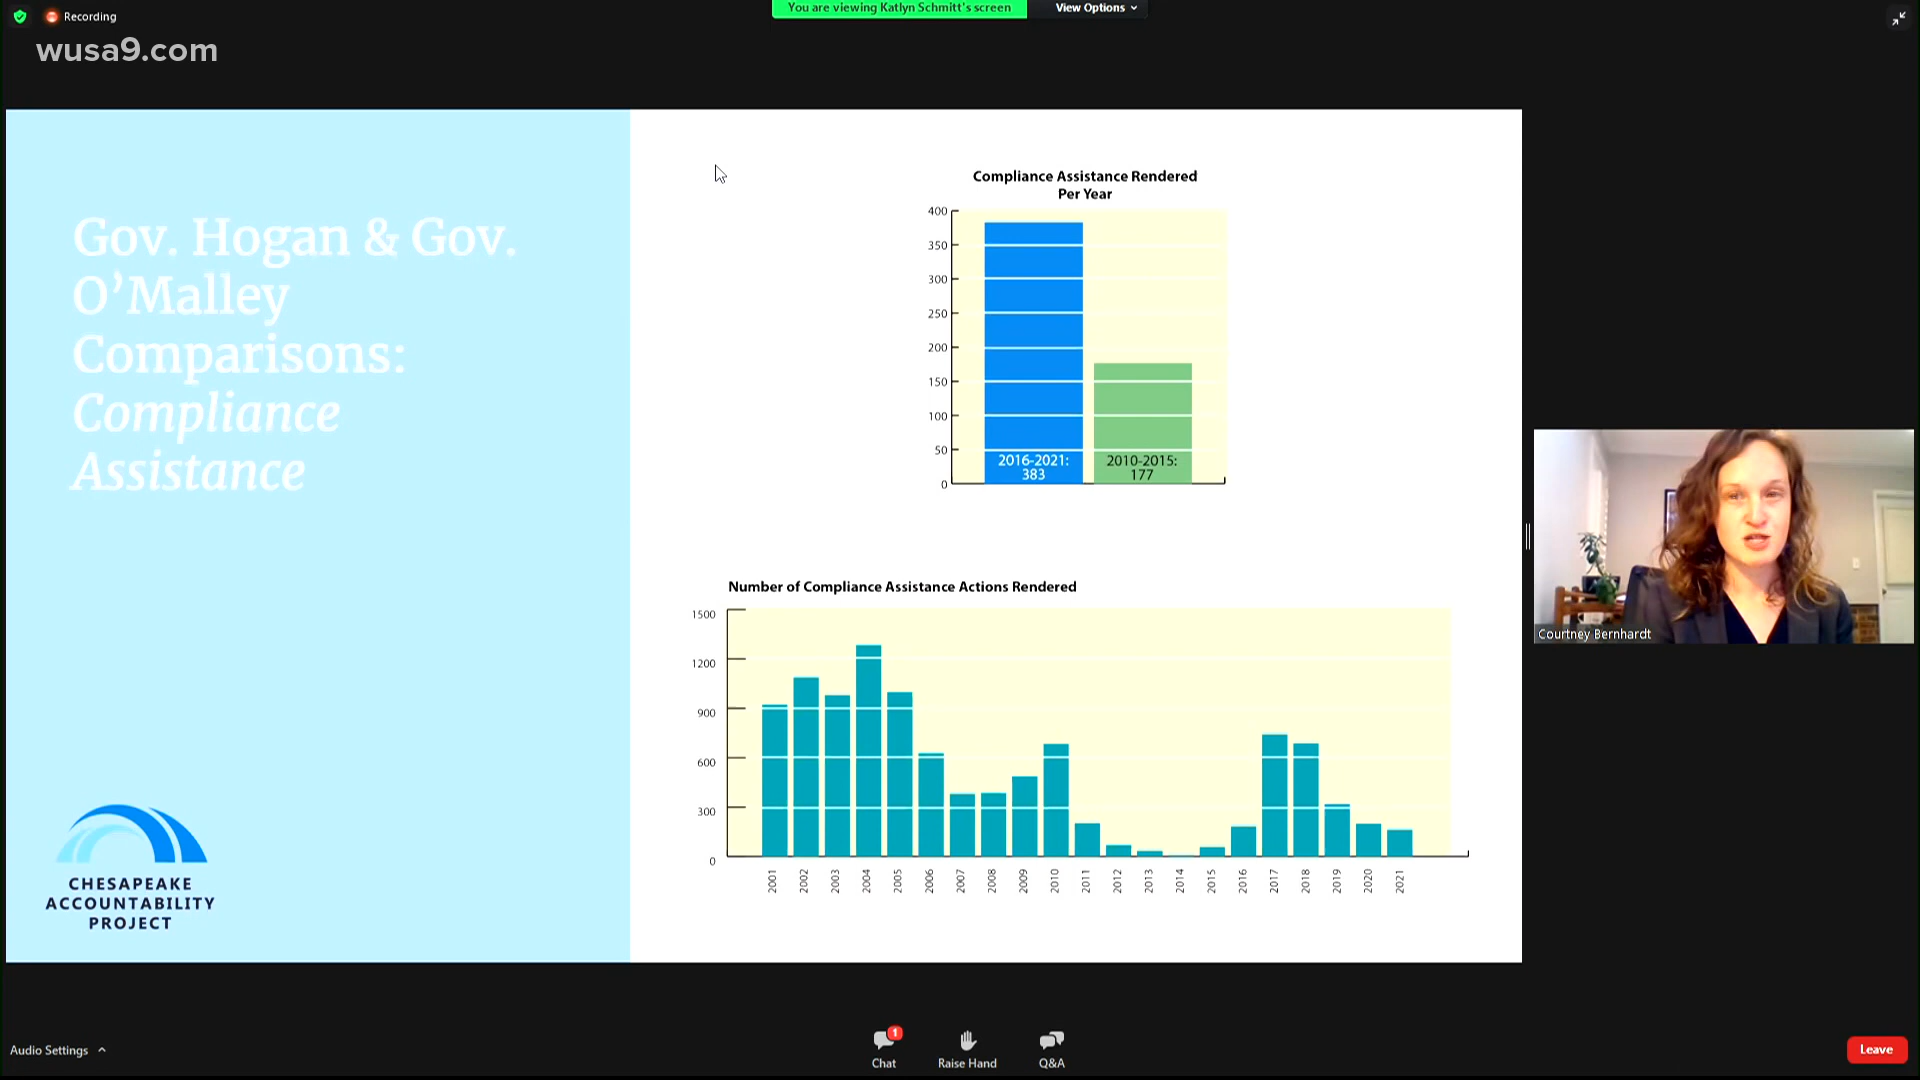 Recording
You are viewing Katlyn Schmitt's screen
View Options
wusa9.com
Gov. Hogan & Gov.
O'Malley
Comparisons:
Compliance
Assistance
CHESAPEAKE
ACCOUNTABILITY
PROJECT
Compliance Assistance Rendered
Per Year
400
350
300
250
200
150
100
50
0
2016-2021:
383
2010-2015:
177
Number of Compliance Assistance Actions Rendered
1500
1200
900
600
300
0
2001
2002
2003
2004
2005
2006
2007
2008
2009
2010
2011
2012
2013
2014
2015
2016
2017
2018
2019
2020
2021
Courtney Bernhardt
Audio Settings
1
Chat
Raise Hand
Q&A
Leave